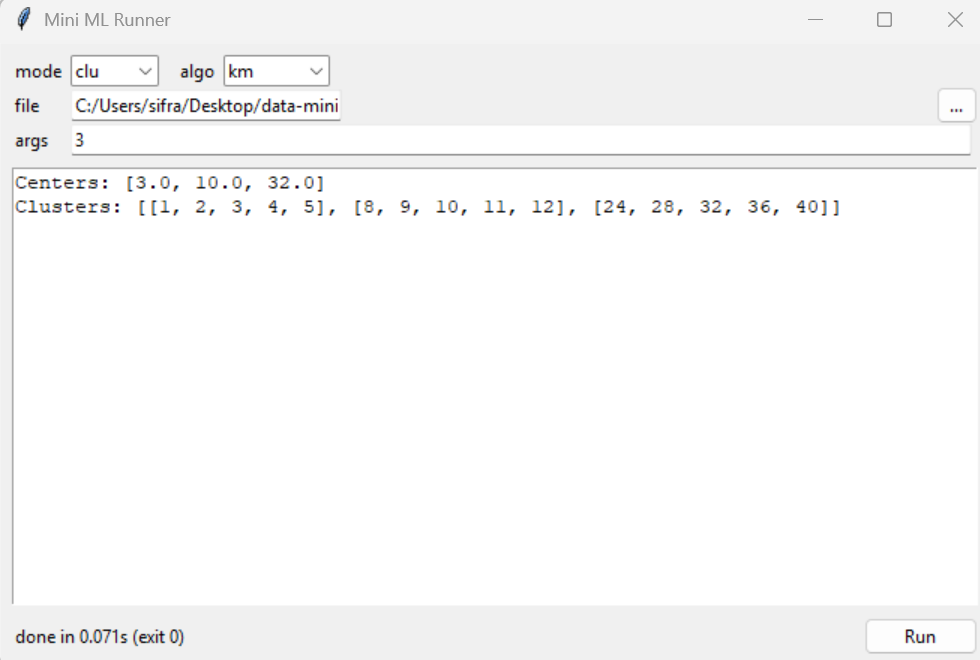 Mini ML Runner
mode clu algo km
file C:/Users/sifra/Desktop/data-mini ...
args 3
Centers: [3.0, 10.0, 32.0]
Clusters: [[1, 2, 3, 4, 5], [8, 9, 10, 11, 12], [24, 28, 32, 36, 40]]
done in 0.071s (exit 0) Run